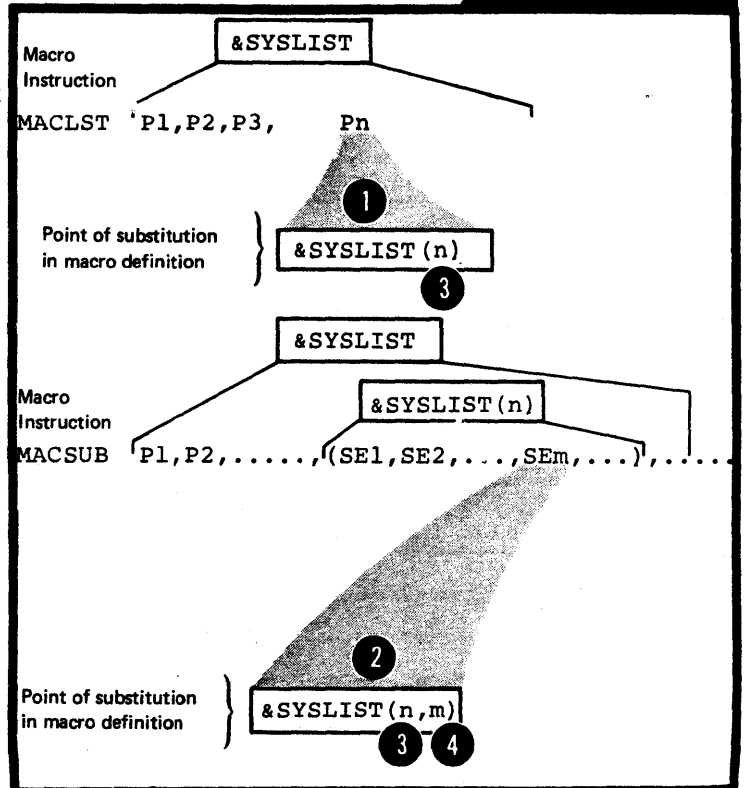 &SYSLIST
Macro
Instruction
MACLST P1,P2,P3, Pn
1
Point of substitution
in macro definition
&SYSLIST(n)
3
&SYSLIST
Macro
Instruction
&SYSLIST(n)
MACSUB P1,P2,.....,(SE1,SE2,...,SEm,...),.....
2
Point of substitution
in macro definition
&SYSLIST(n,m)
3 4